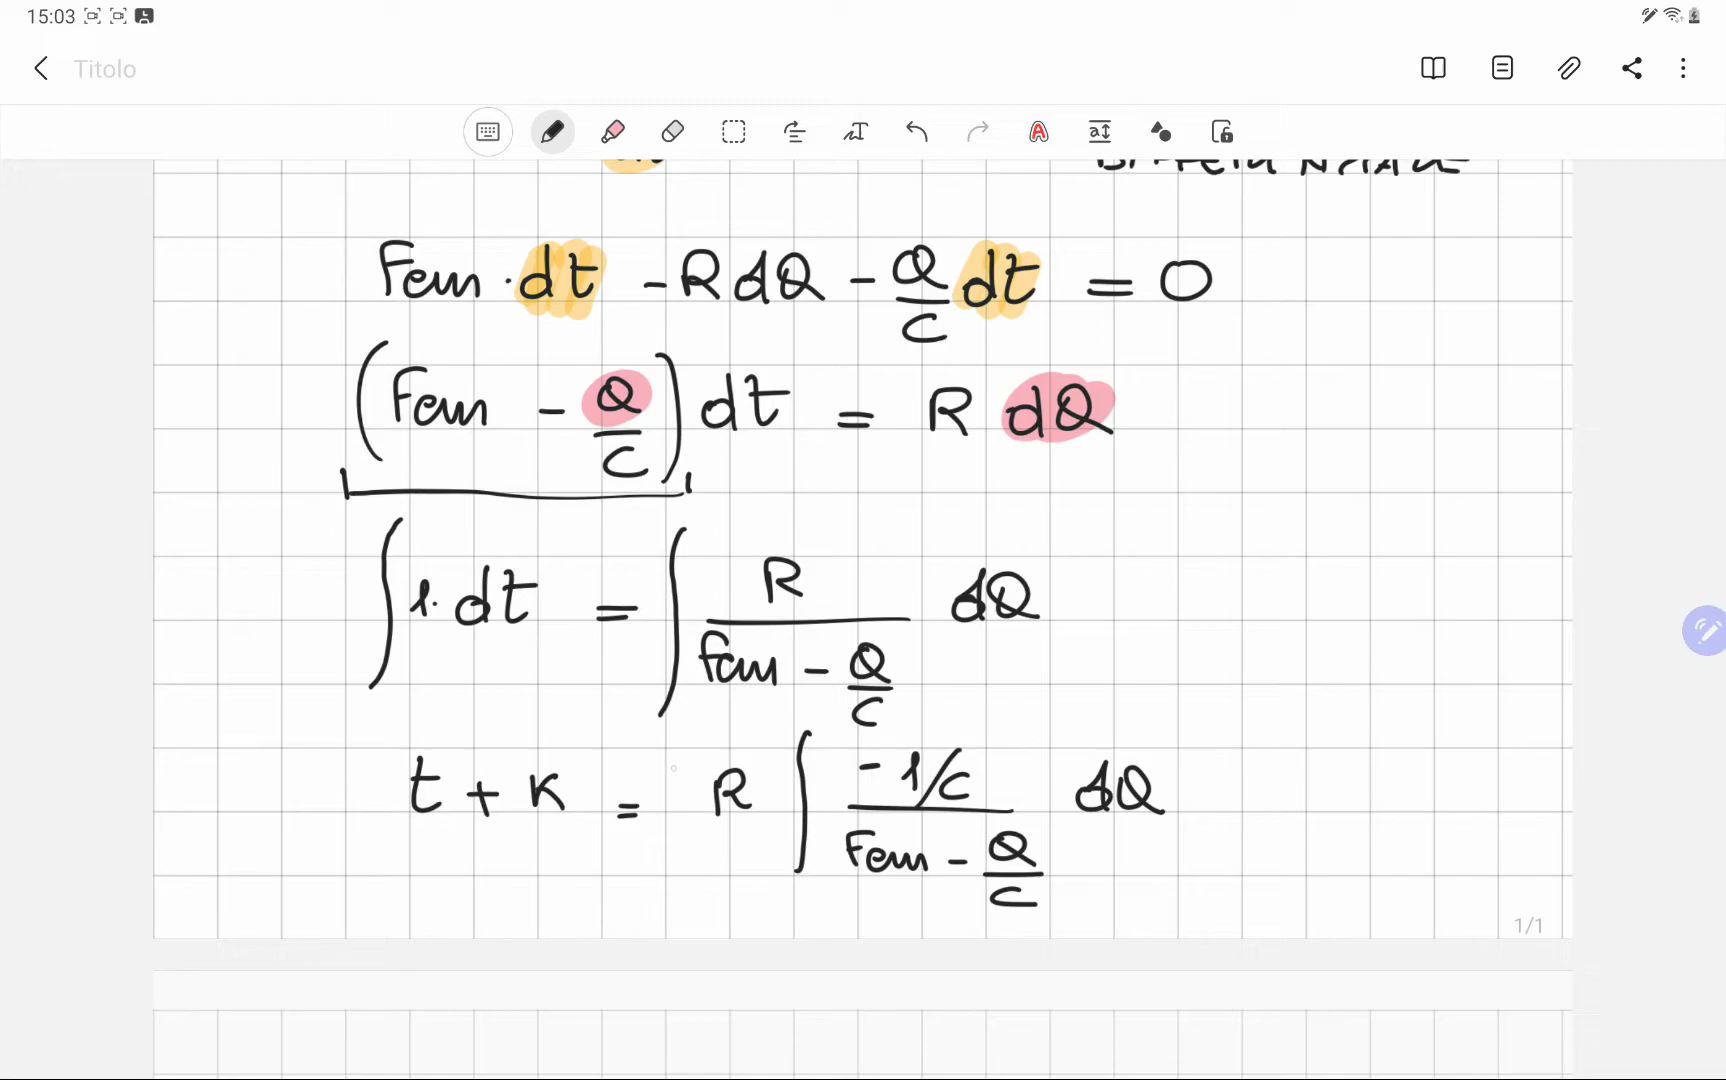 15:03
Titolo
Fem · dt - R dQ - Q/C dt = 0
(Fem - Q/C) dt = R dQ
∫ 1· dt = ∫ R/(Fem - Q/C) dQ
t + K = R ∫ (-1/C)/(Fem - Q/C) dQ
1/1